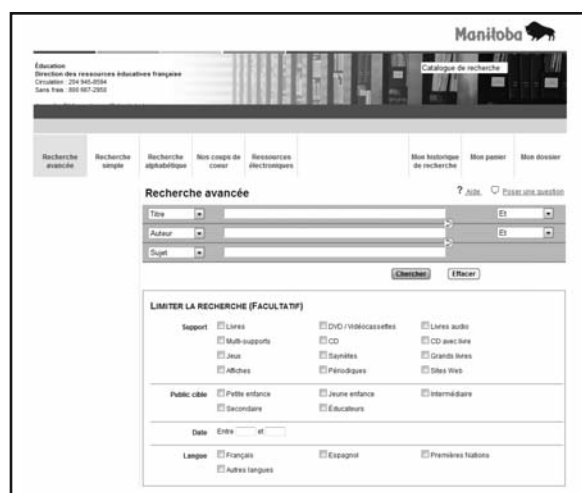 Manitoba
Éducation
Direction des ressources éducatives française
Circulation : 204 945-8594
Sans frais : 800 667-2950
Catalogue de recherche
Recherche avancée
Recherche simple
Recherche alphabétique
Nos coups de coeur
Ressources électroniques
Mon historique de recherche
Mon panier
Mon dossier
Recherche avancée
? Aide Poser une question
Titre Et
Auteur Et
Sujet
Chercher Effacer
LIMITER LA RECHERCHE (FACULTATIF)
Support Livres DVD / Vidéocassettes Livres audio
Multi-supports CD CD avec livre
Jeux Saynètes Grands livres
Affiches Périodiques Sites Web
Public cible Petite enfance Jeune enfance Intermédiaire
Secondaire Éducateurs
Date Entre et
Langue Français Espagnol Premières Nations
Autres langues